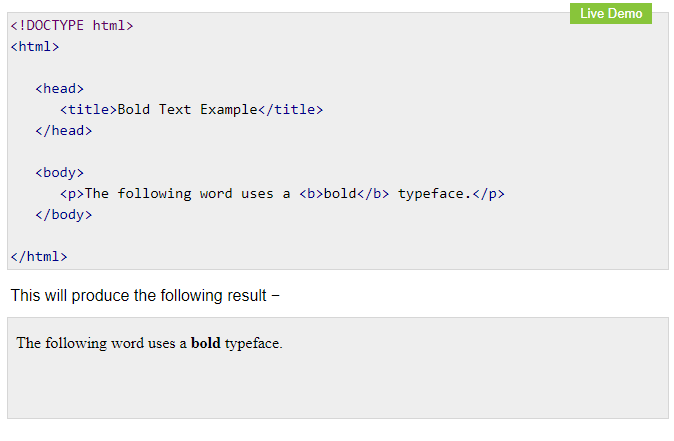 Live Demo
<!DOCTYPE html>
<html>
<head>
<title>Bold Text Example</title>
</head>
<body>
<p>The following word uses a <b>bold</b> typeface.</p>
</body>
</html>
This will produce the following result −
The following word uses a bold typeface.